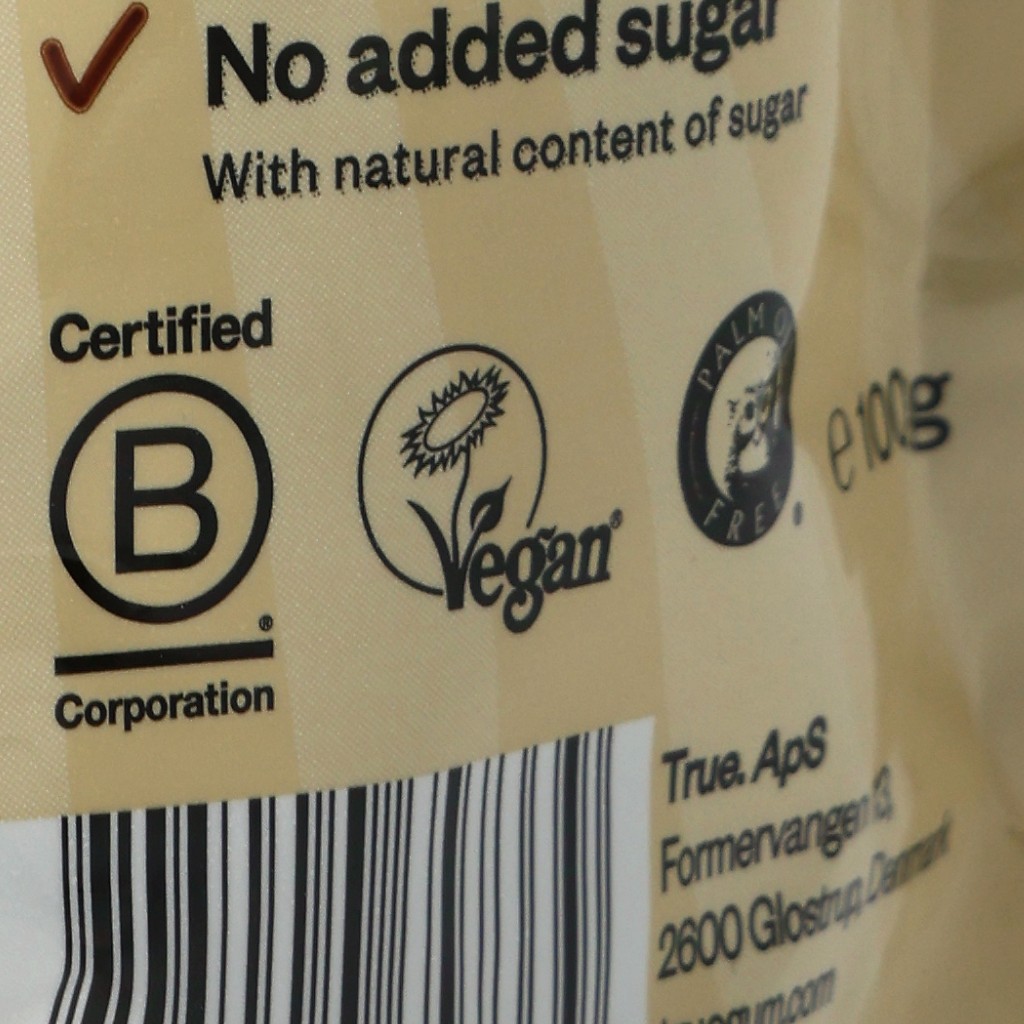 No added sugar
With natural content of sugar
Certified
B
®
Corporation
Vegan®
PALM OIL
FREE
e 100g
True. ApS
Formervangen 13,
2600 Glostrup, Denmark